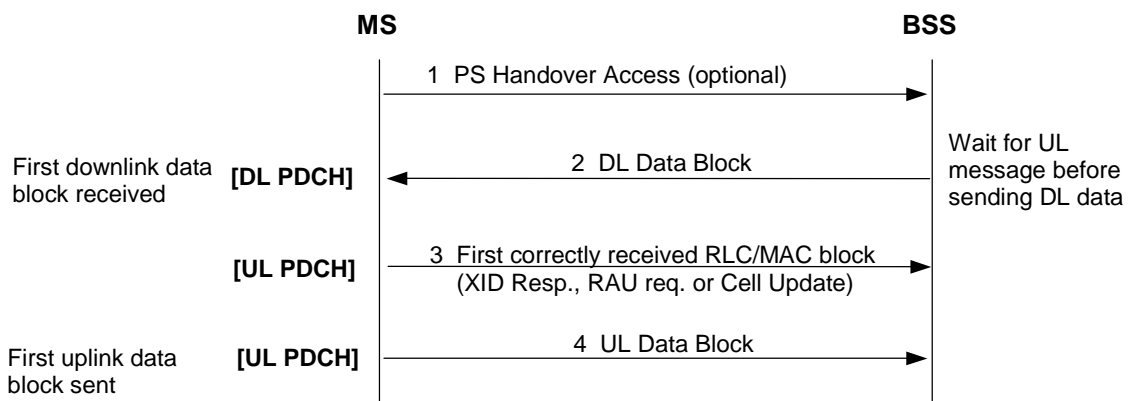 MS
BSS
1 PS Handover Access (optional)
First downlink data
block received
[DL PDCH]
2 DL Data Block
Wait for UL
message before
sending DL data
[UL PDCH]
3 First correctly received RLC/MAC block
(XID Resp., RAU req. or Cell Update)
First uplink data
block sent
[UL PDCH]
4 UL Data Block